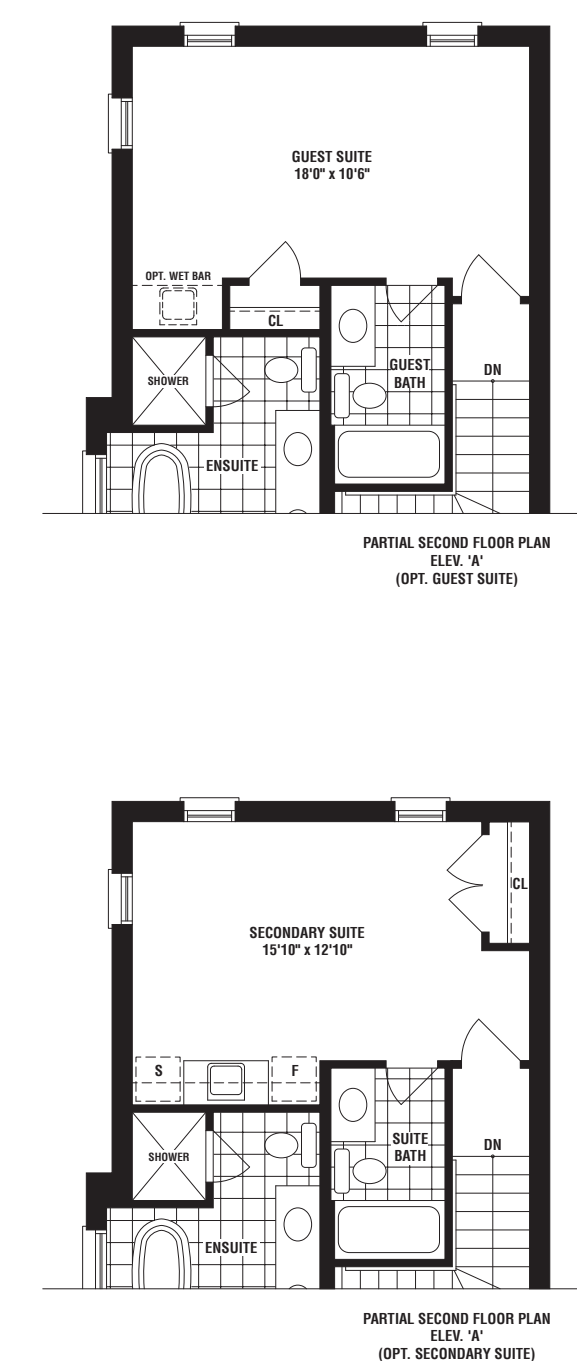 GUEST SUITE
18'0" x 10'6"
OPT. WET BAR
CL
SHOWER
GUEST
BATH
DN
ENSUITE
PARTIAL SECOND FLOOR PLAN
ELEV. 'A'
(OPT. GUEST SUITE)
CL
SECONDARY SUITE
15'10" x 12'10"
S
F
SHOWER
SUITE
BATH
DN
ENSUITE
PARTIAL SECOND FLOOR PLAN
ELEV. 'A'
(OPT. SECONDARY SUITE)